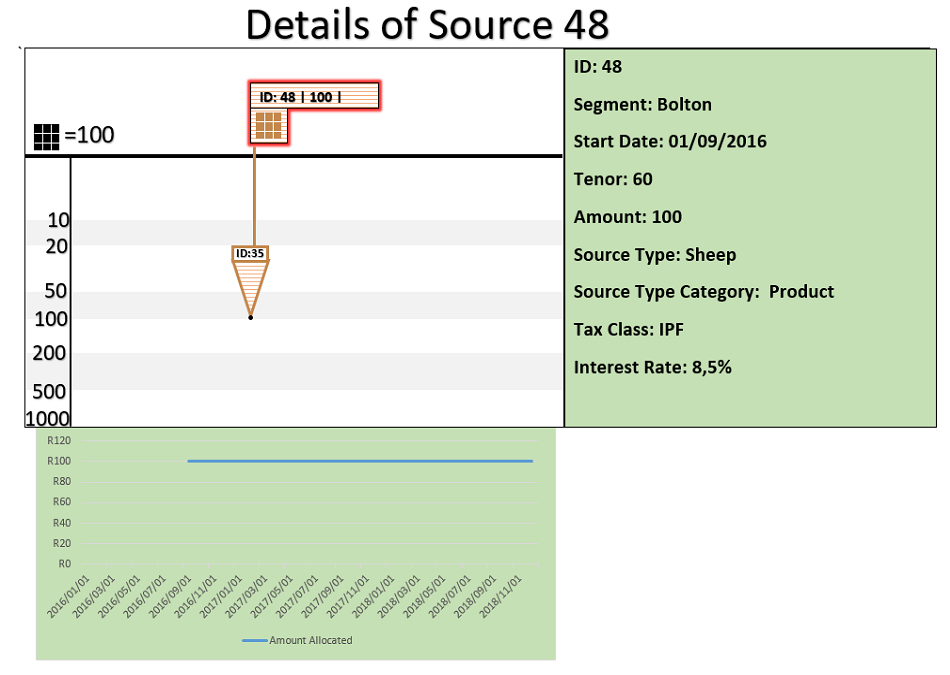 Details of Source 48
ID: 48 | 100 |
=100
10
20
50
100
200
500
1000
ID:35
ID: 48
Segment: Bolton
Start Date: 01/09/2016
Tenor: 60
Amount: 100
Source Type: Sheep
Source Type Category:  Product
Tax Class: IPF
Interest Rate: 8,5%
R120
R100
R80
R60
R40
R20
R0
2016/01/01
2016/03/01
2016/05/01
2016/07/01
2016/09/01
2016/11/01
2017/01/01
2017/03/01
2017/05/01
2017/07/01
2017/09/01
2017/11/01
2018/01/01
2018/03/01
2018/05/01
2018/07/01
2018/09/01
2018/11/01
Amount Allocated